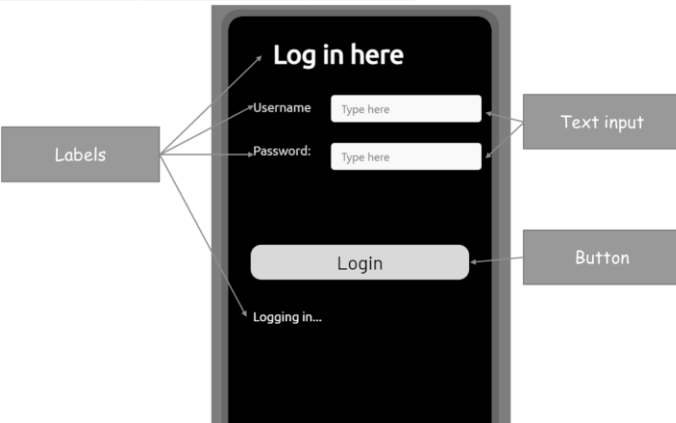 Log in here
Username
Type here
Text input
Labels
Password:
Type here
Login
Button
Logging in...